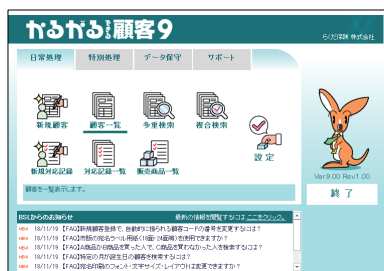 かるがるできる顧客9
らくだ保険 株式会社
日常処理 特別処理 データ保守 サポート
新規顧客 顧客一覧 多重検索 複合検索
設定
新規対応記録 対応記録一覧 販売商品一覧
Ver.9.00 Rev.1.00
顧客を一覧表示します。
終了
BSLからのお知らせ 最新の情報を閲覧するには ここをクリック。
NEW 18/11/19 【FAQ】新規顧客登録で、自動的に振られる顧客コードの番号を変更するには?
NEW 18/11/19 【FAQ】市販の宛名ラベル用紙(18面・24面等)を使用できますか?
NEW 18/11/19 【FAQ】A商品かB商品を買った人で、C商品を買わなかった人を検索するには?
NEW 18/11/19 【FAQ】特定の月が誕生日の顧客を検索するには?
NEW 18/11/19 【FAQ】宛名印刷のフォント・文字サイズ・レイアウトは変更できますか?